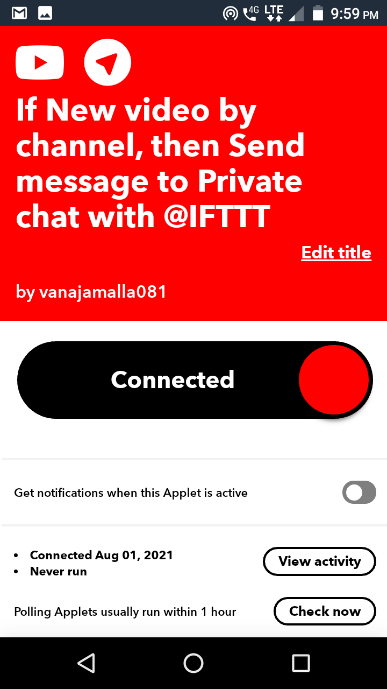 4G LTE 9:59 PM
If New video by
channel, then Send
message to Private
chat with @IFTTT
Edit title
by vanajamalla081
Connected
Get notifications when this Applet is active
• Connected Aug 01, 2021
• Never run
View activity
Polling Applets usually run within 1 hour
Check now